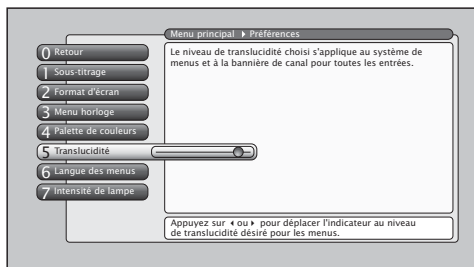 Menu principal ▸ Préférences
0 Retour
1 Sous-titrage
2 Format d'écran
3 Menu horloge
4 Palette de couleurs
5 Translucidité
6 Langue des menus
7 Intensité de lampe
Le niveau de translucidité choisi s'applique au système de
menus et à la bannière de canal pour toutes les entrées.
Appuyez sur ◂ ou ▸ pour déplacer l'indicateur au niveau
de translucidité désiré pour les menus.